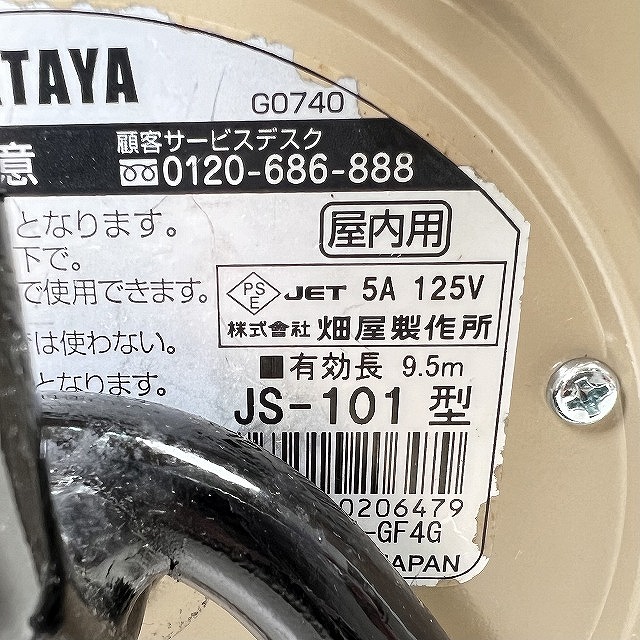 TAYA
G0740
意
顧客サービスデスク
0120-686-888
となります。
下で。
で使用できます。
は使わない。
となります。
屋内用
PS
E
JET 5A 125V
株式会社 畑屋製作所
■有効長 9.5m
JS-101 型
0206479
-GF4G
JAPAN